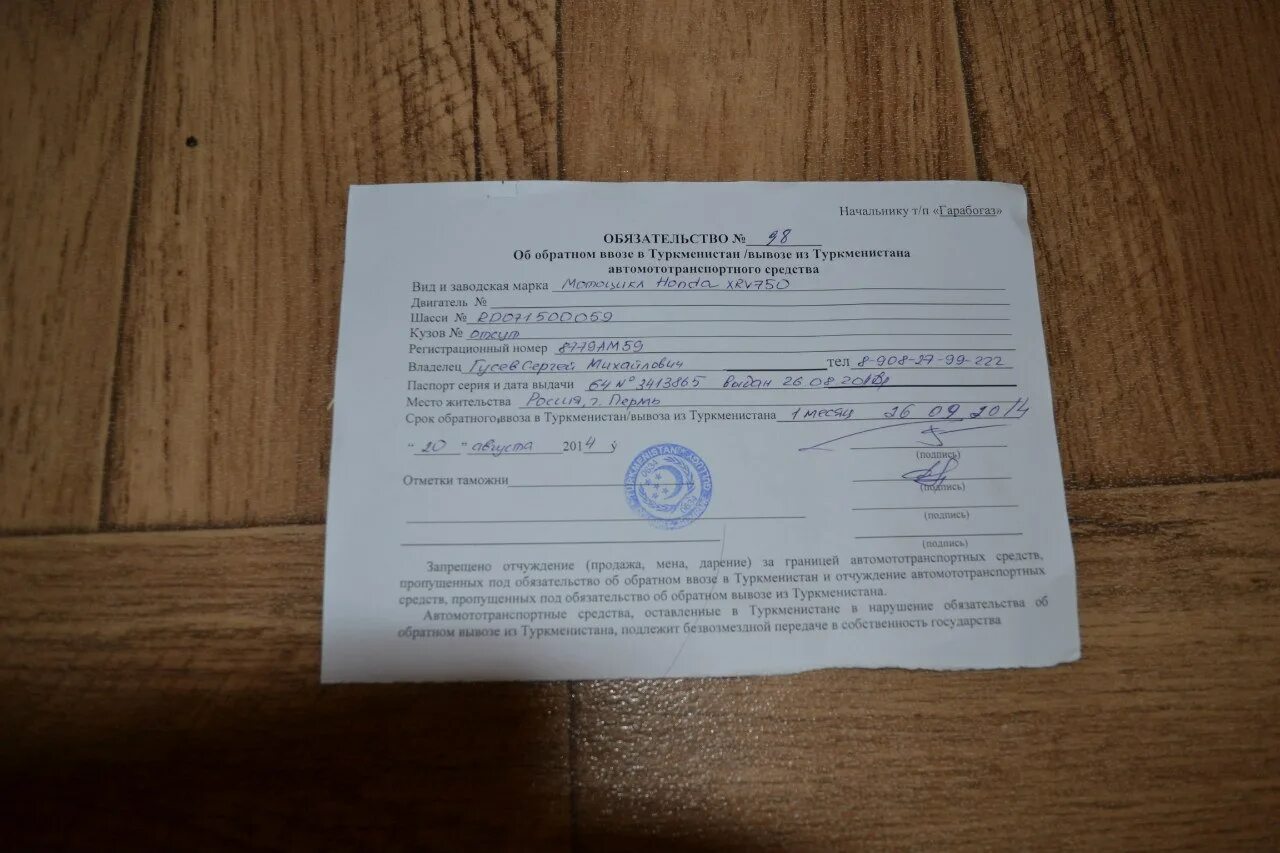 Начальнику т/п «Гарабогаз»
ОБЯЗАТЕЛЬСТВО № 98
Об обратном ввозе в Туркменистан /вывозе из Туркменистана
автомототранспортного средства
Вид и заводская марка Мотоцикл Honda XRV750
Двигатель №
Шасси № RD071500059
Кузов № отсут
Регистрационный номер 8779АМ59
Владелец Гусев Сергей Михайлович тел 8-908-27-99-222
Паспорт серия и дата выдачи 64 № 3413865 выдан 26.08
Место жительства Россия, г. Пермь
Срок обратного ввоза в Туркменистан/вывоза из Туркменистана 1 месяц 26 09 2014
"20" августа 2014 ý
(подпись)
Отметки таможни
(подпись)
(подпись)
(подпись)
TURKMENISTAN
0634
0634
Запрещено отчуждение (продажа, мена, дарение) за границей автомототранспортных средств,
пропущенных под обязательство об обратном ввозе в Туркменистан и отчуждение автомототранспортных
средств, пропущенных под обязательство об обратном вывозе из Туркменистана.
Автомототранспортные средства, оставленные в Туркменистане в нарушение обязательства об
обратном вывозе из Туркменистана, подлежит безвозмездной передаче в собственность государства